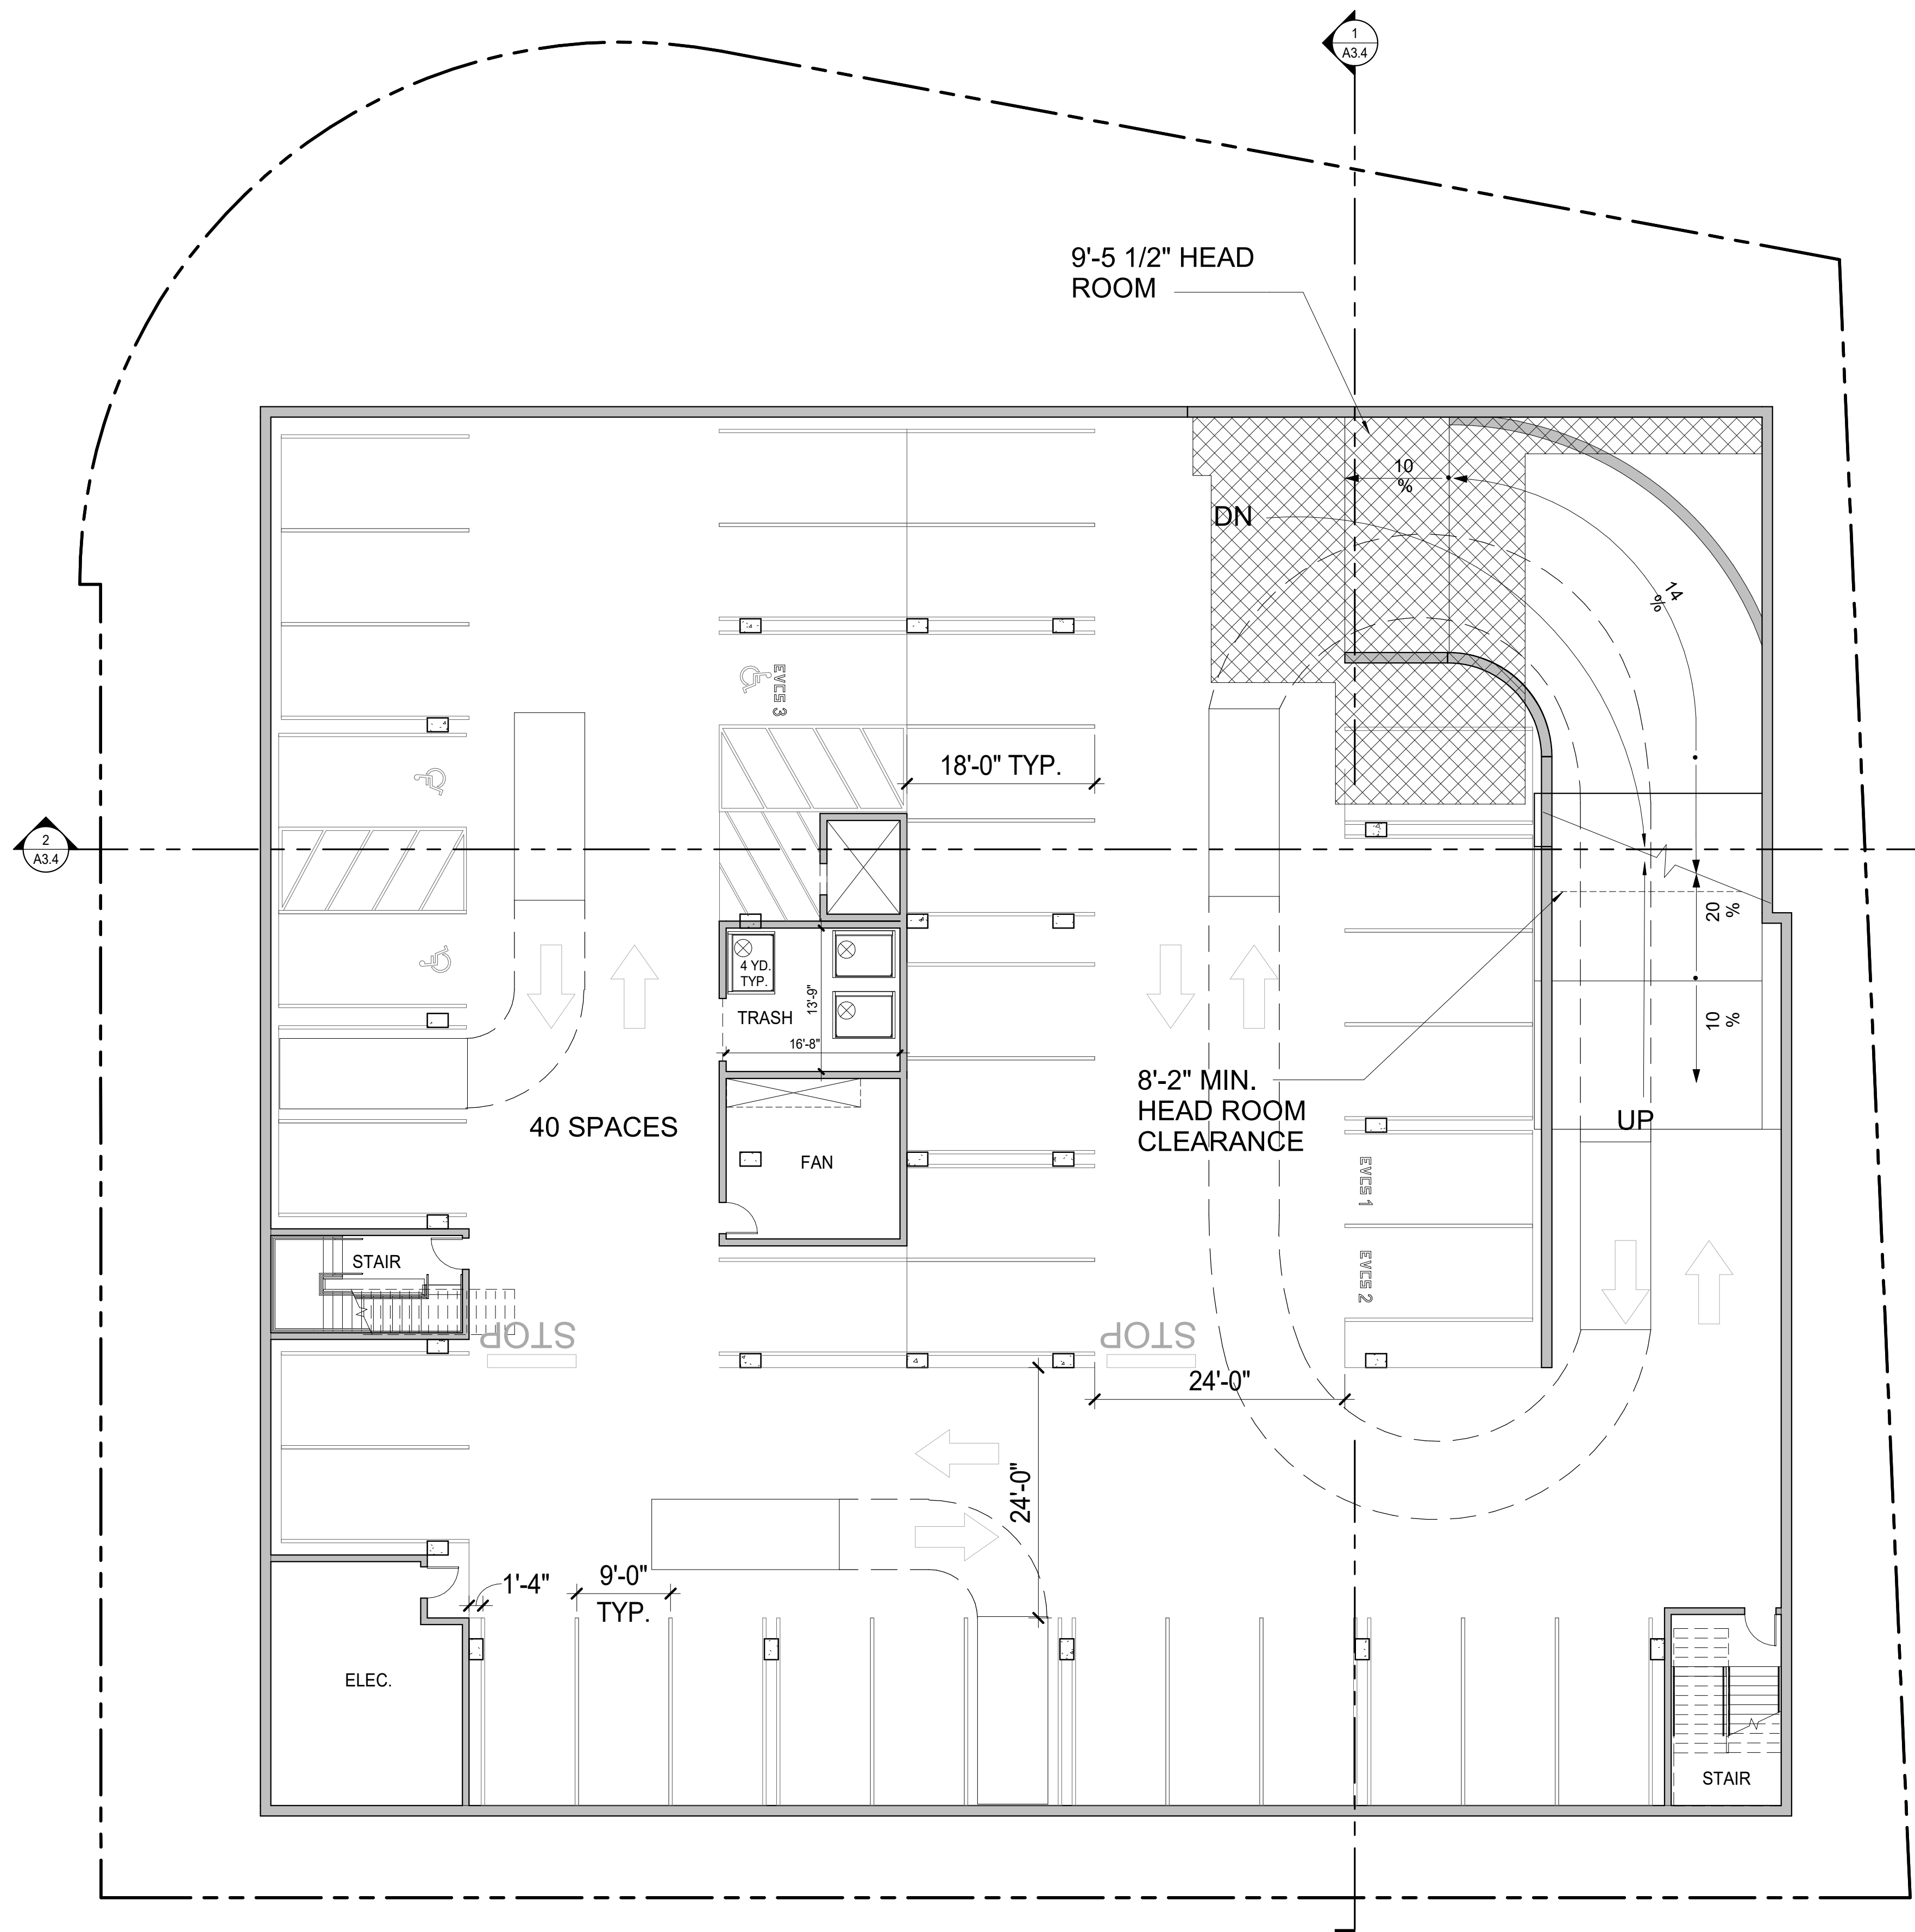 1
A3.4
9'-5 1/2" HEAD
ROOM
10
%
DN
14
%
EVCS 3
18'-0" TYP.
2
A3.4
20
%
4 YD.
TYP.
13'-9"
TRASH
16'-8"
10
%
8'-2" MIN.
HEAD ROOM
CLEARANCE
UP
40 SPACES
FAN
EVCS 1
STAIR
EVCS 2
STOP
STOP
24'-0"
24'-0"
1'-4"
9'-0"
TYP.
ELEC.
STAIR